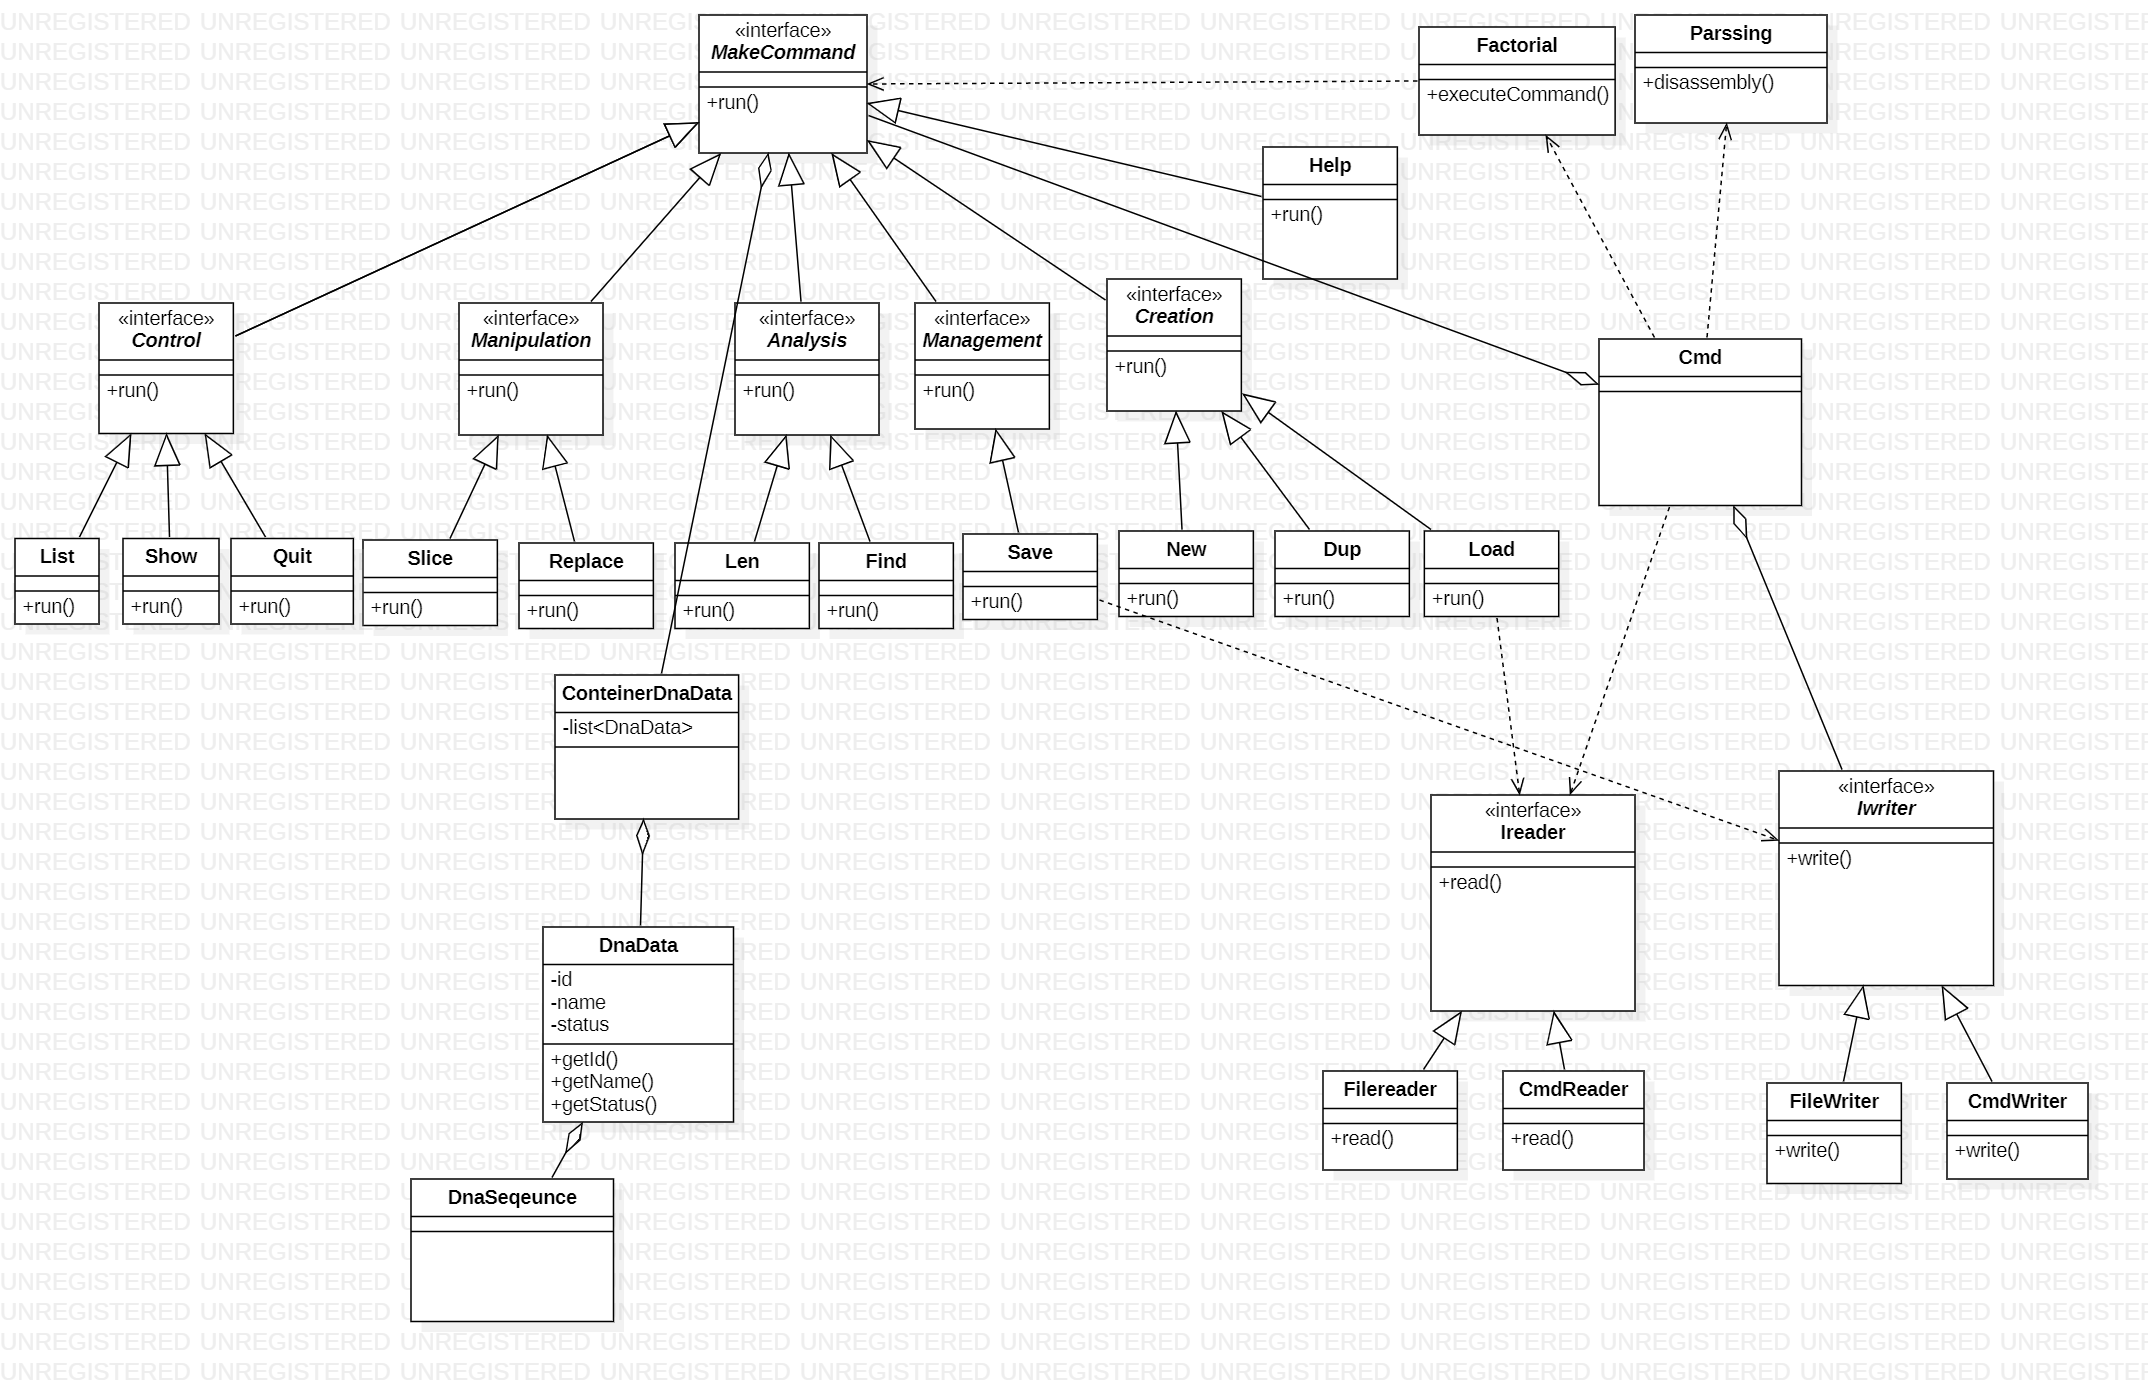 «interface»
MakeCommand
+run()
Factorial
+executeCommand()
Parssing
+disassembly()
Help
+run()
«interface»
Control
+run()
«interface»
Manipulation
+run()
«interface»
Analysis
+run()
«interface»
Management
+run()
«interface»
Creation
+run()
Cmd
List
+run()
Show
+run()
Quit
+run()
Slice
+run()
Replace
+run()
Len
+run()
Find
+run()
Save
+run()
New
+run()
Dup
+run()
Load
+run()
ConteinerDnaData
-list<DnaData>
«interface»
Ireader
+read()
«interface»
Iwriter
+write()
DnaData
-id
-name
-status
+getId()
+getName()
+getStatus()
Filereader
+read()
CmdReader
+read()
FileWriter
+write()
CmdWriter
+write()
DnaSeqeunce
UNREGISTERED